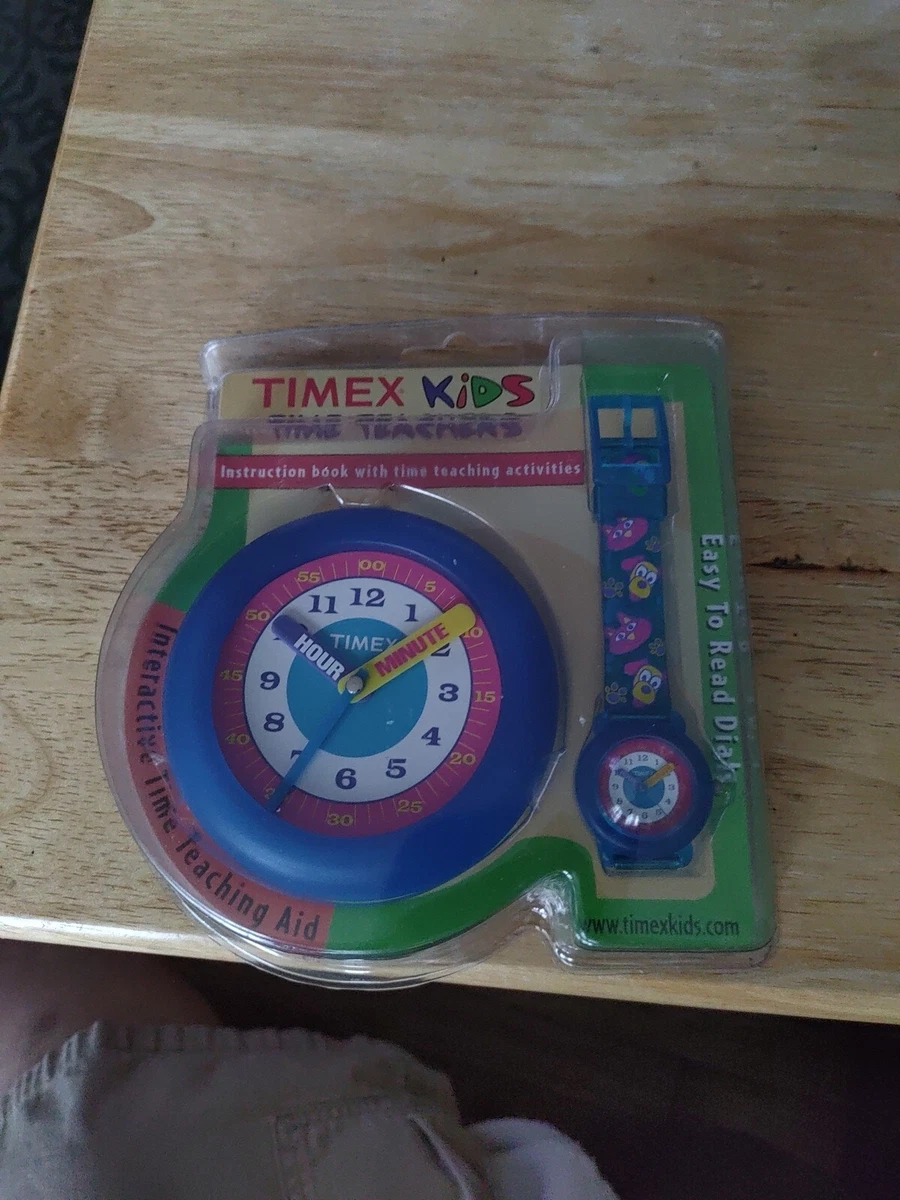 TIMEX KiDS
TIME TEACHERS
Instruction book with time teaching activities
Easy To Read Dials
Interactive Time Teaching Aid
00
5
10
15
20
25
30
40
45
50
55
12
1
2
3
4
5
6
7
8
9
11
TIMEX
HOUR
MINUTE
www.timexkids.com